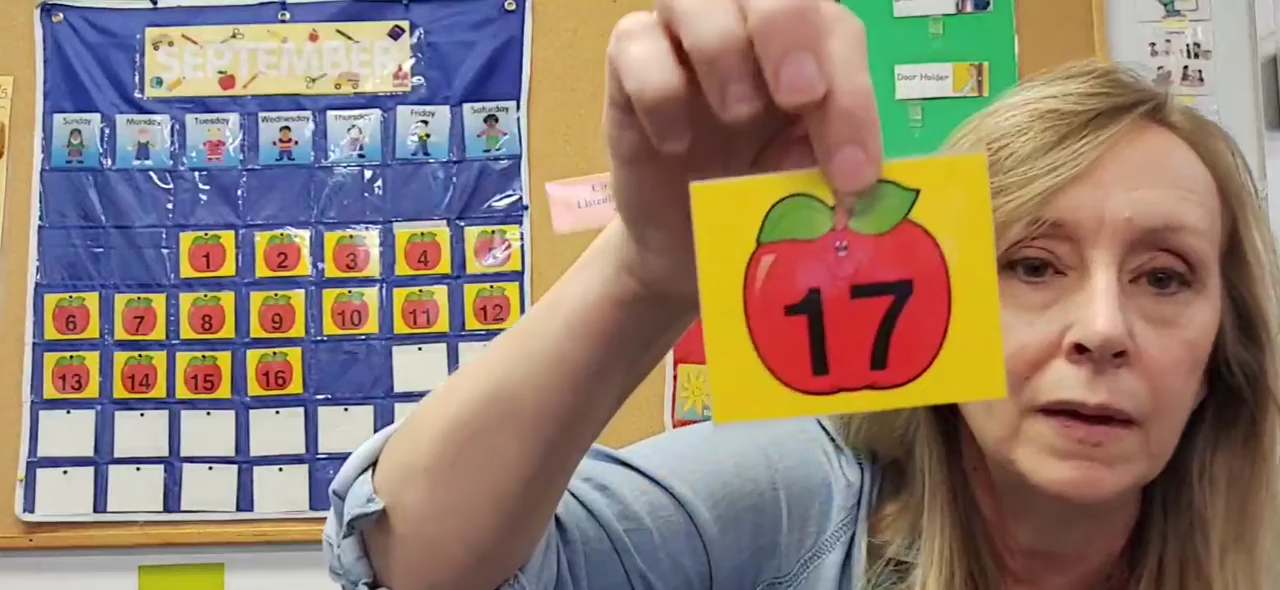 SEPTEMBER
Sunday Monday Tuesday Wednesday Thursday Friday Saturday
1 2 3 4 5
6 7 8 9 10 11 12
13 14 15 16
17
Door Holder